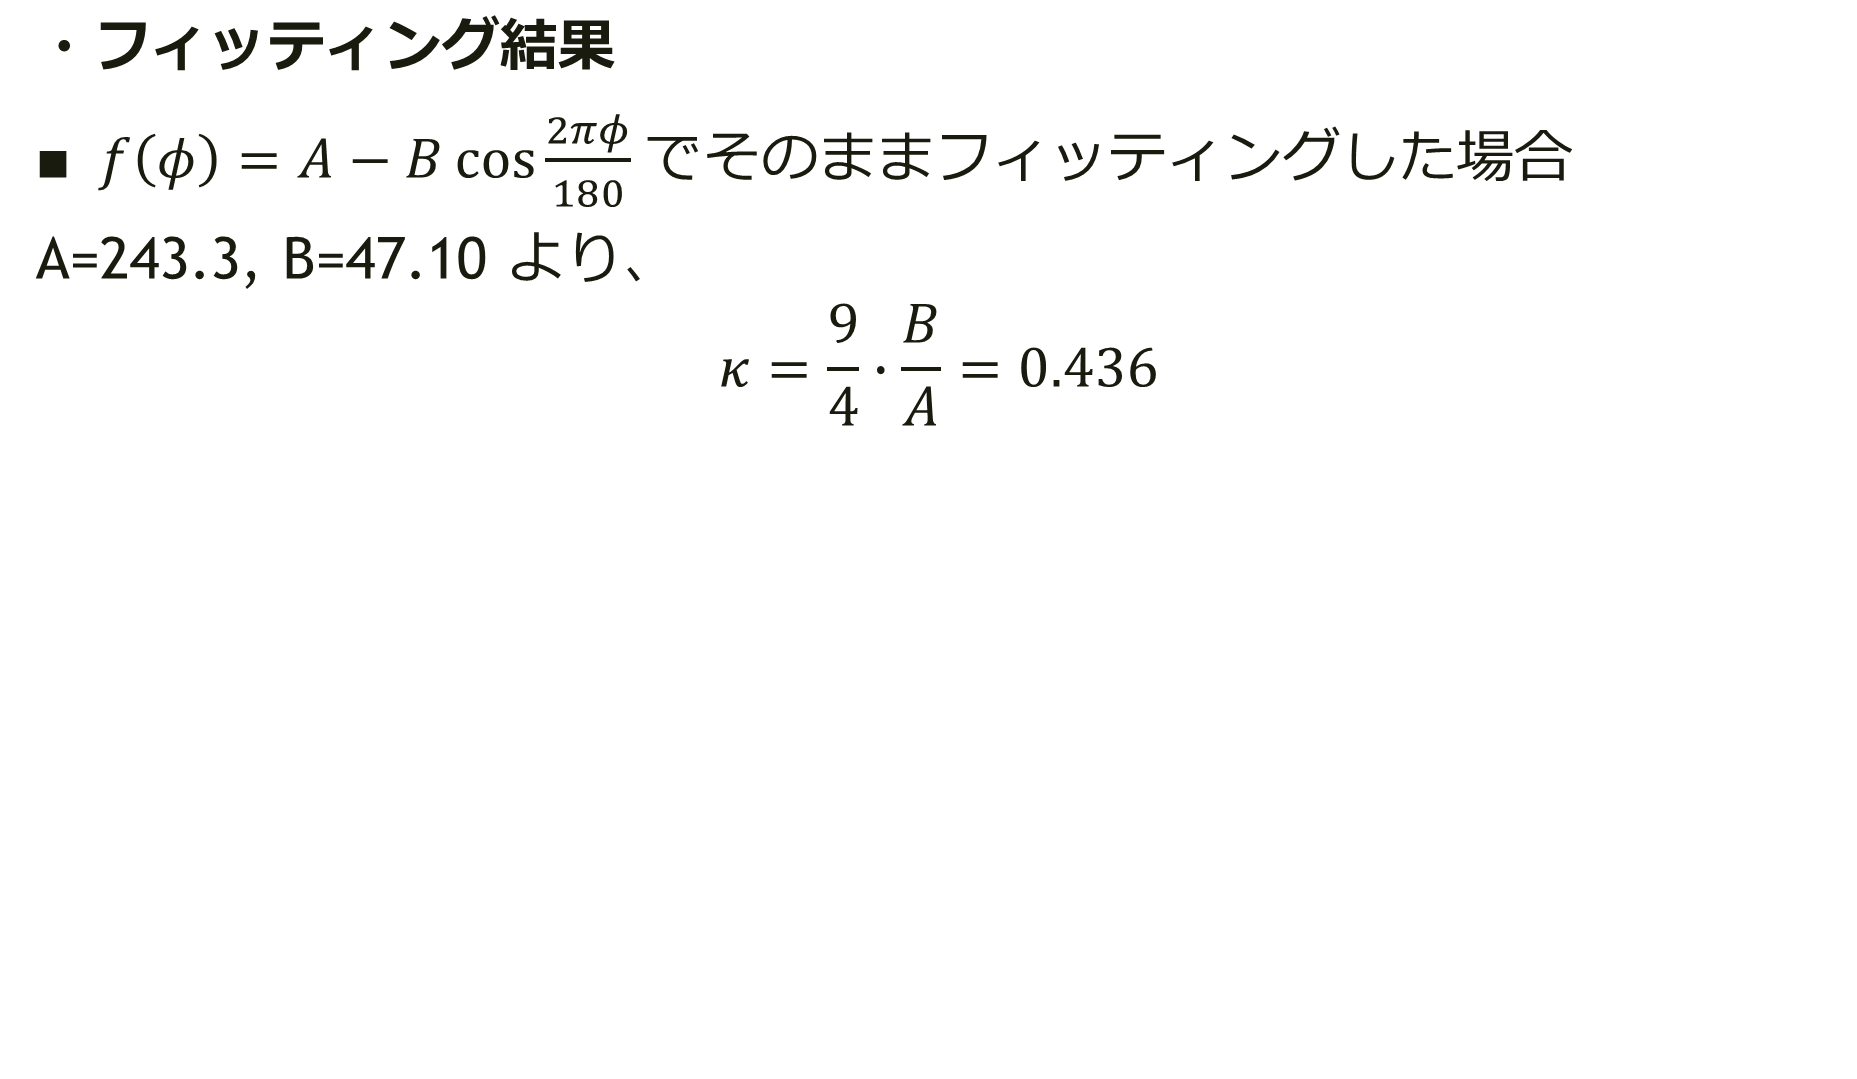 ・フィッティング結果
■ f(ϕ) = A − B cos 2πϕ/180 でそのままフィッティングした場合
A=243.3, B=47.10 より、
κ = 9/4 · B/A = 0.436